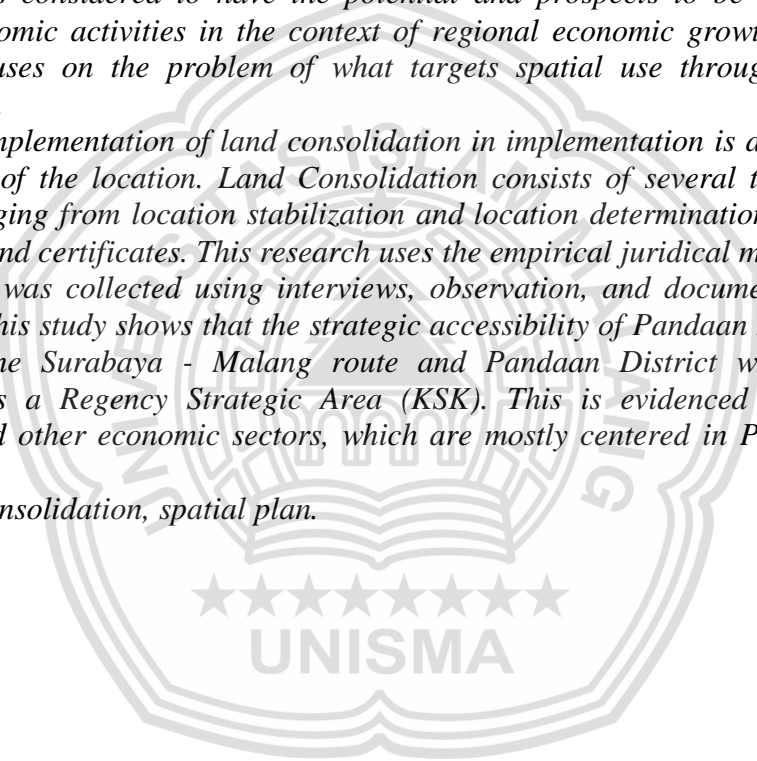 s considered to have the potential and prospects to be
omic activities in the context of regional economic growt
uses on the problem of what targets spatial use throug
mplementation of land consolidation in implementation is a
of the location. Land Consolidation consists of several t
ging from location stabilization and location determination
nd certificates. This research uses the empirical juridical m
was collected using interviews, observation, and docume
his study shows that the strategic accessibility of Pandaan
ne Surabaya - Malang route and Pandaan District w
s a Regency Strategic Area (KSK). This is evidenced
d other economic sectors, which are mostly centered in P
nsolidation, spatial plan.
UNIVERSITAS ISLAM MALANG
UNISMA